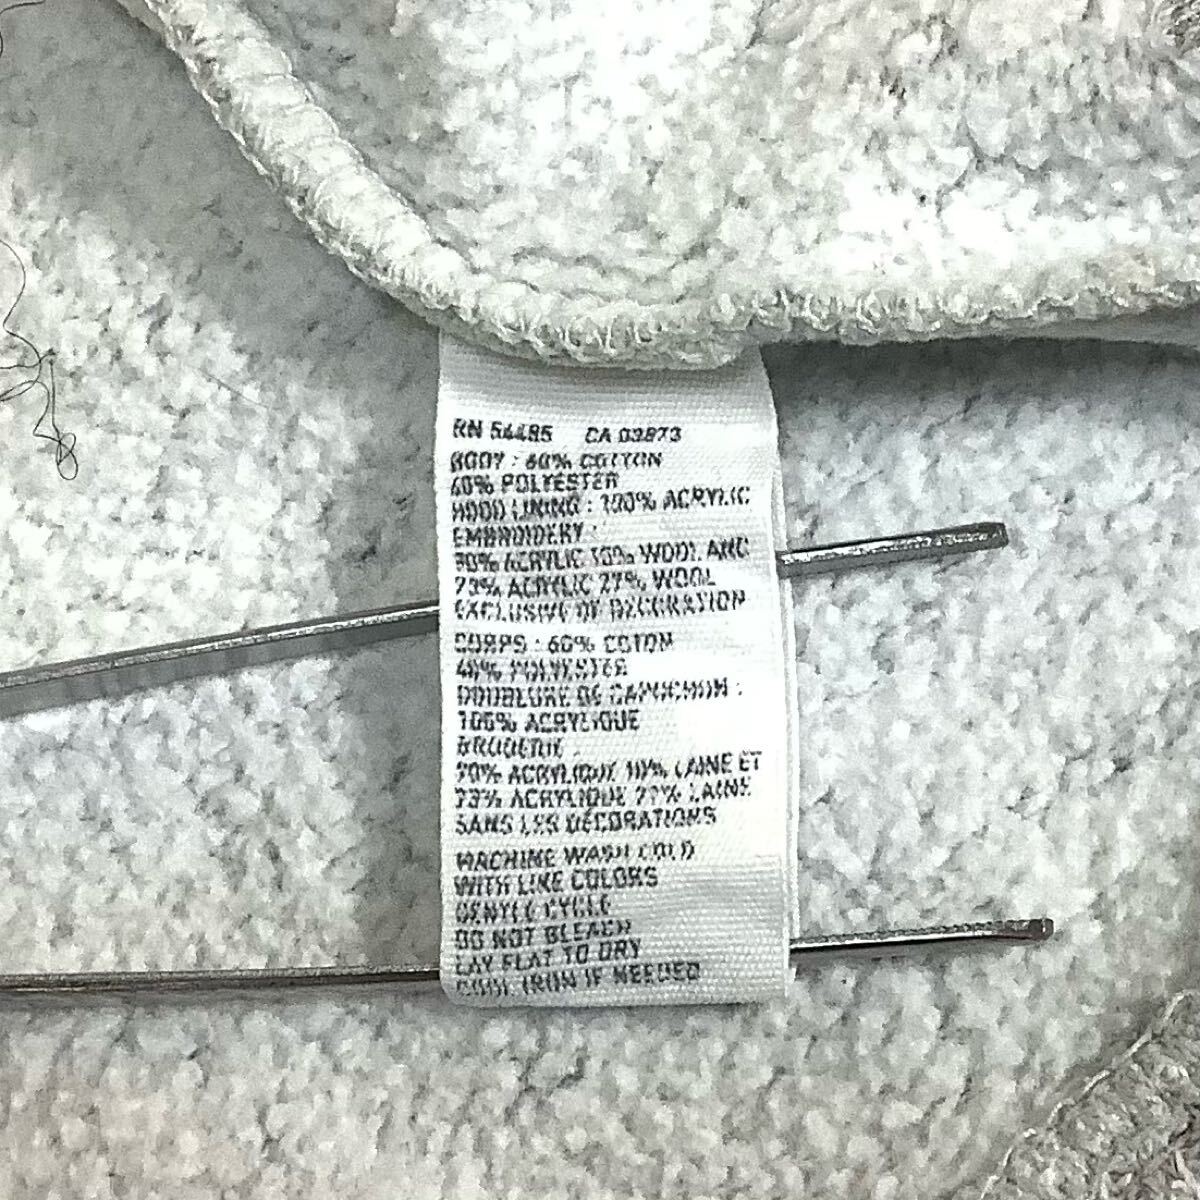 RN 54485 CA 03873
BODY : 60% COTTON
40% POLYESTER
HOOD LINING : 100% ACRYLIC
EMBROIDERY :
90% ACRYLIC 10% WOOL AND
73% ACRYLIC 27% WOOL
EXCLUSIVE OF DECORATION
CORPS : 60% COTON
40% POLYESTER
DOUBLURE DE CAPUCHON :
100% ACRYLIQUE
BRODERIE :
90% ACRYLIQUE 10% LAINE ET
73% ACRYLIQUE 27% LAINE
SANS LES DÉCORATIONS
MACHINE WASH COLD
WITH LIKE COLORS
GENTLE CYCLE
DO NOT BLEACH
LAY FLAT TO DRY
COOL IRON IF NEEDED